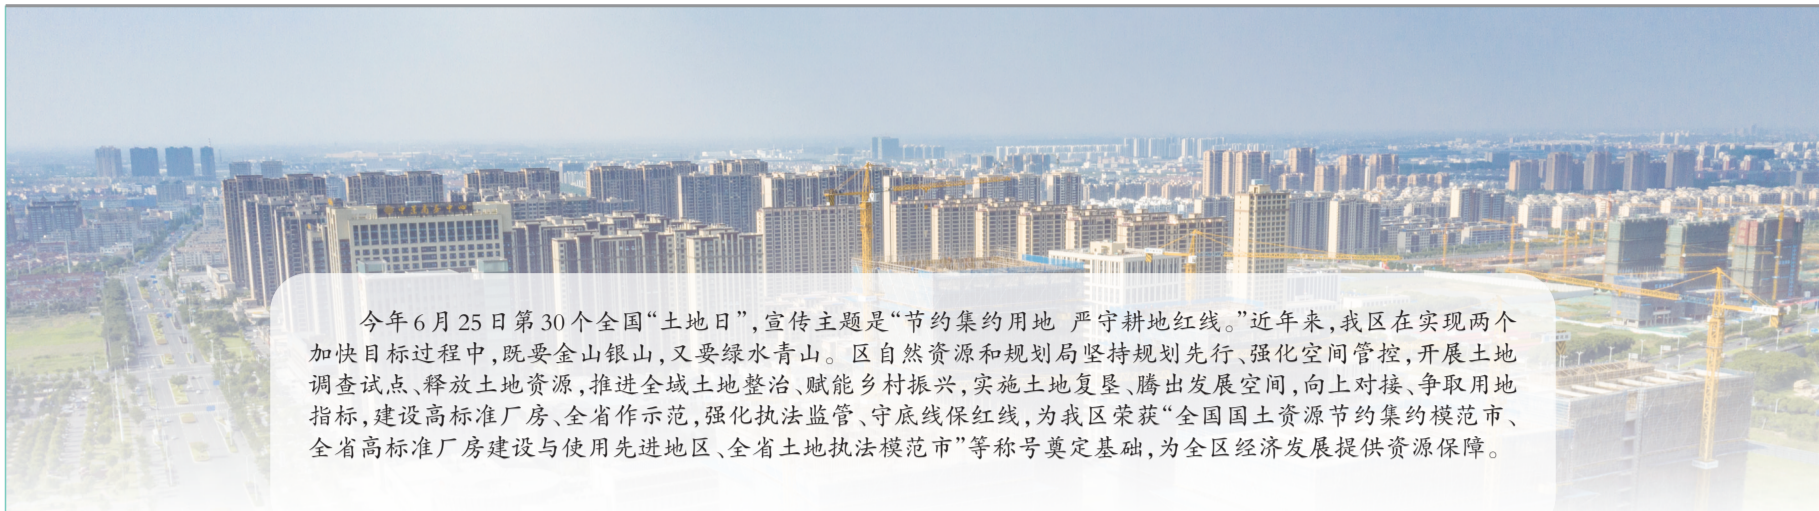 今年6月25日第30个全国“土地日”,宣传主题是“节约集约用地 严守耕地红线。”近年来,我区在实现两个
加快目标过程中,既要金山银山,又要绿水青山。区自然资源和规划局坚持规划先行、强化空间管控,开展土地
调查试点、释放土地资源,推进全域土地整治、赋能乡村振兴,实施土地复垦、腾出发展空间,向上对接、争取用地
指标,建设高标准厂房、全省作示范,强化执法监管、守底线保红线,为我区荣获“全国国土资源节约集约模范市、
全省高标准厂房建设与使用先进地区、全省土地执法模范市”等称号奠定基础,为全区经济发展提供资源保障。